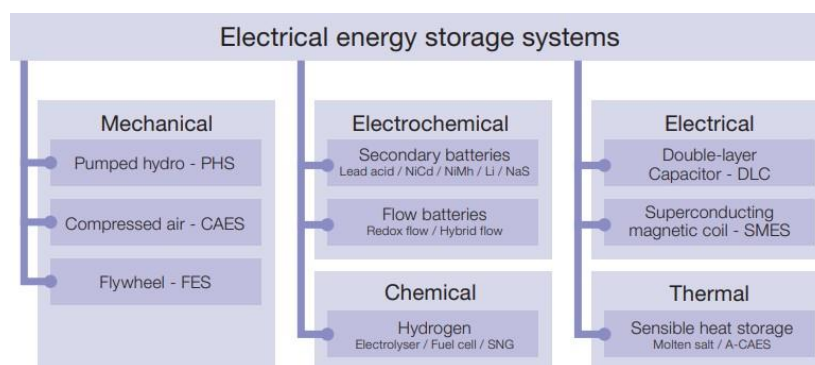 Electrical energy storage systems
Mechanical
Pumped hydro - PHS
Compressed air - CAES
Flywheel - FES
Electrochemical
Secondary batteries
Lead acid / NiCd / NiMh / Li / NaS
Flow batteries
Redox flow / Hybrid flow
Chemical
Hydrogen
Electrolyser / Fuel cell / SNG
Electrical
Double-layer
Capacitor - DLC
Superconducting
magnetic coil - SMES
Thermal
Sensible heat storage
Molten salt / A-CAES